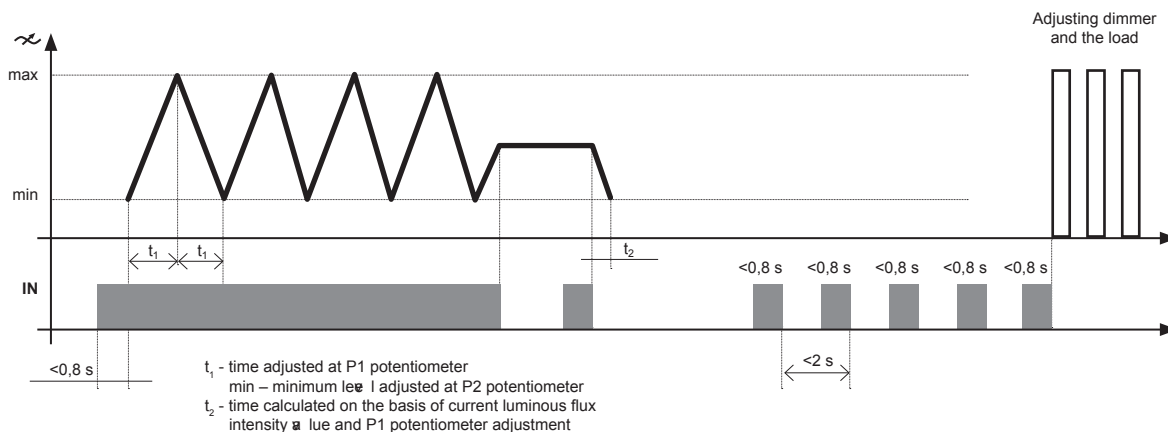 Adjusting dimmer
and the load
max
min
t1
t1
t2
<0,8 s
<0,8 s
<0,8 s
<0,8 s
<0,8 s
IN
<0,8 s
<2 s
t1 - time adjusted at P1 potentiometer
min – minimum level adjusted at P2 potentiometer
t2 - time calculated on the basis of current luminous flux
intensity value and P1 potentiometer adjustment